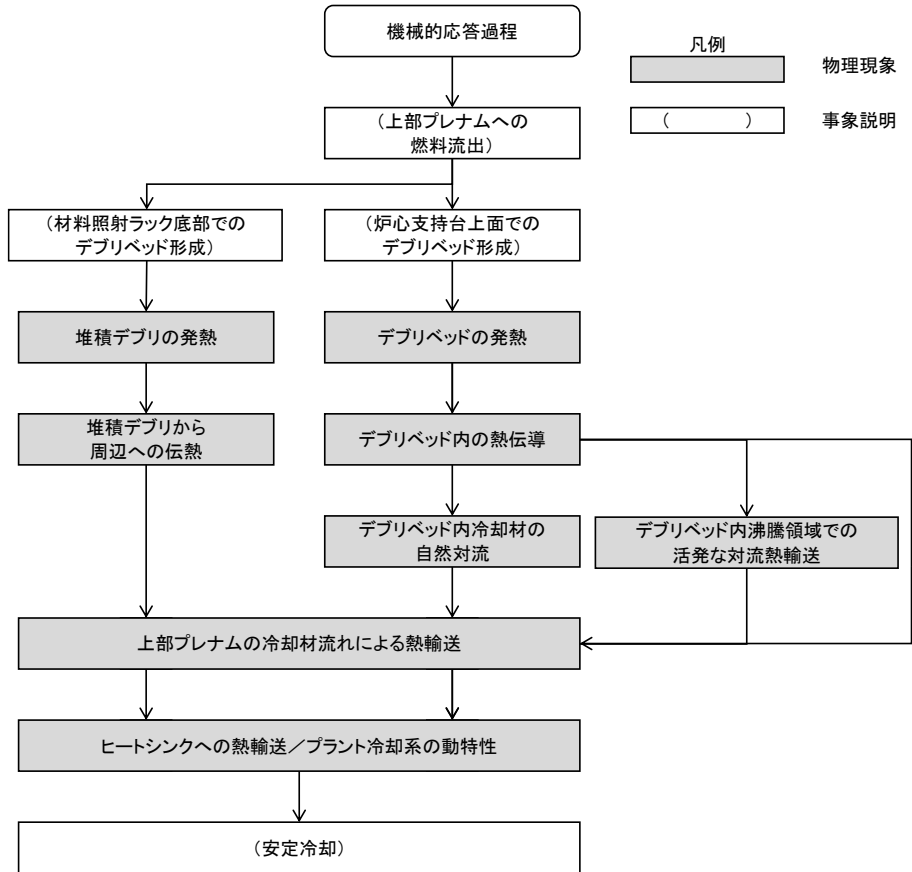 機械的応答過程
凡例
物理現象
(        )
事象説明
(上部プレナムへの
燃料流出)
(材料照射ラック底部での
デブリベッド形成)
(炉心支持台上面での
デブリベッド形成)
堆積デブリの発熱
デブリベッドの発熱
堆積デブリから
周辺への伝熱
デブリベッド内の熱伝導
デブリベッド内冷却材の
自然対流
デブリベッド内沸騰領域での
活発な対流熱輸送
上部プレナムの冷却材流れによる熱輸送
ヒートシンクへの熱輸送／プラント冷却系の動特性
(安定冷却)